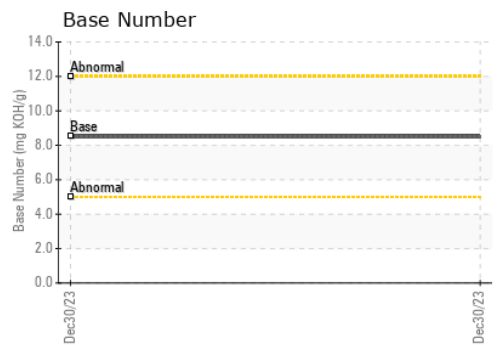 Base Number
14.0
Abnormal
12.0
10.0
Base
8.0
6.0
Abnormal
4.0
2.0
0.0
Base Number (mg KOH/g)
Dec30/23
Dec30/23